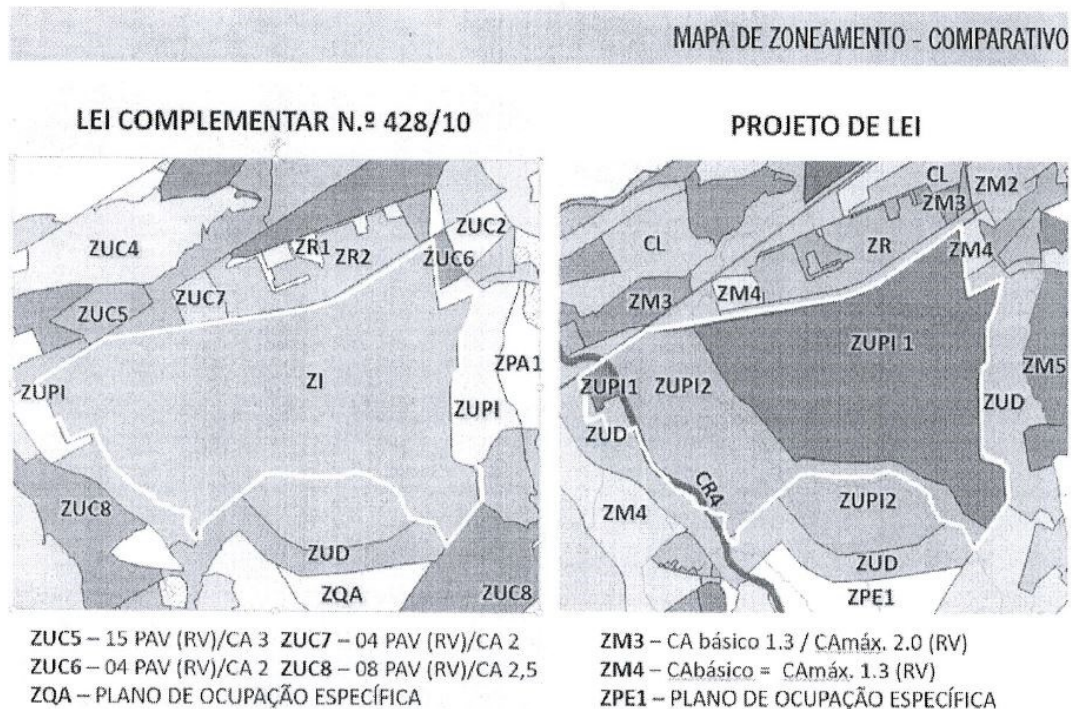 MAPA DE ZONEAMENTO - COMPARATIVO
LEI COMPLEMENTAR N.º 428/10
ZUC4
ZR1
ZR2
ZUC2
ZUC6
ZUC7
ZUC5
ZPA1
ZI
ZUPI
ZUPI
ZUC8
ZUD
ZQA
ZUC8
ZUC5 – 15 PAV (RV)/CA 3 ZUC7 – 04 PAV (RV)/CA 2
ZUC6 – 04 PAV (RV)/CA 2 ZUC8 – 08 PAV (RV)/CA 2,5
ZQA – PLANO DE OCUPAÇÃO ESPECÍFICA
PROJETO DE LEI
CL
ZM2
ZM3
CL
ZR
ZM4
ZM3
ZM4
ZUPI 1
ZM5
ZUPI1
ZUPI2
ZUD
ZUD
CR4
ZM4
ZUPI2
ZUD
ZPE1
ZM3 – CA básico 1.3 / CAmáx. 2.0 (RV)
ZM4 – CAbásico = CAmáx. 1.3 (RV)
ZPE1 – PLANO DE OCUPAÇÃO ESPECÍFICA